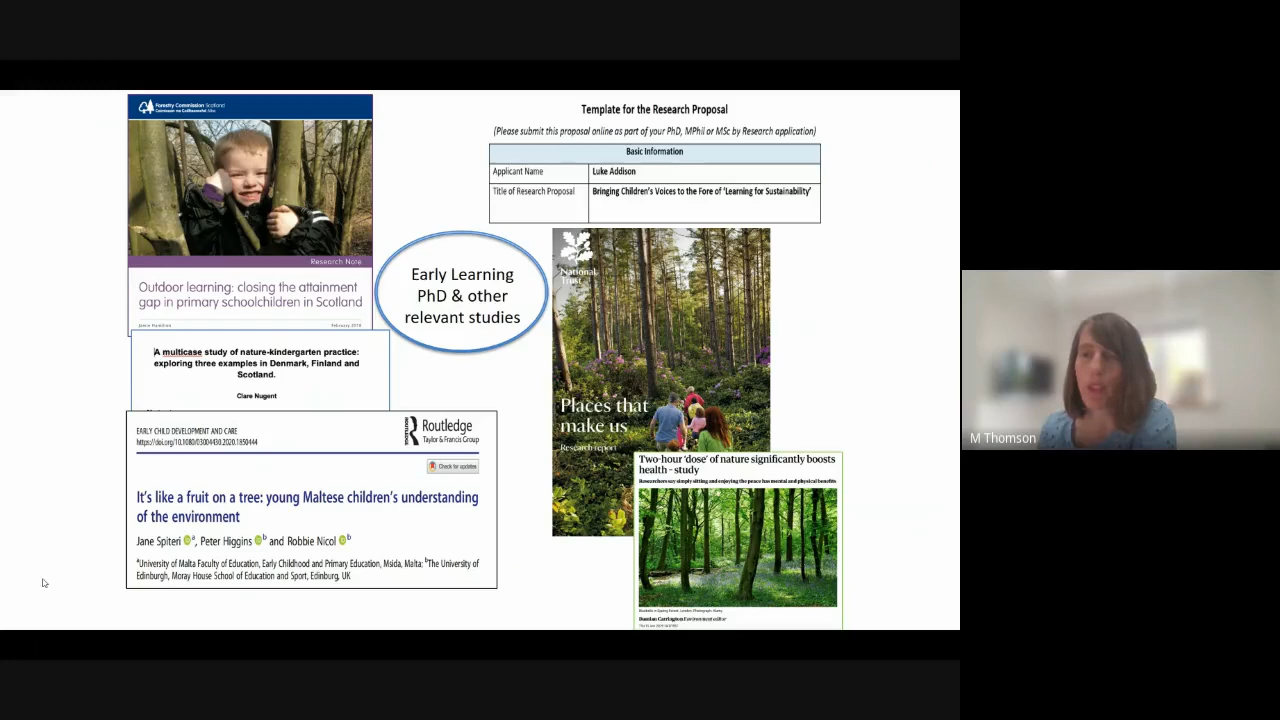 Forestry Commission Scotland
Coimisean na Coilltearachd Alba
Research Note
Outdoor learning: closing the attainment
gap in primary schoolchildren in Scotland
Jamie Hamilton
February 2018
A multicase study of nature-kindergarten practice:
exploring three examples in Denmark, Finland and
Scotland.
Clare Nugent
EARLY CHILD DEVELOPMENT AND CARE
https://doi.org/10.1080/03004430.2020.1850444
ROUTLEDGE
Routledge
Taylor & Francis Group
Check for updates
It's like a fruit on a tree: young Maltese children's understanding
of the environment
Jane Spiteri a, Peter Higgins b and Robbie Nicol b
aUniversity of Malta Faculty of Education, Early Childhood and Primary Education, Msida, Malta; bThe University of
Edinburgh, Moray House School of Education and Sport, Edinburg, UK
Early Learning
PhD & other
relevant studies
Template for the Research Proposal
(Please submit this proposal online as part of your PhD, MPhil or MSc by Research application)
Basic Information
Applicant Name Luke Addison
Title of Research Proposal Bringing Children's Voices to the Fore of 'Learning for Sustainability'
National
Trust
Places that
make us
Research report
Two-hour 'dose' of nature significantly boosts
health – study
Researchers say simply sitting and enjoying the peace has mental and physical benefits
Damian Carrington Environment editor
M Thomson